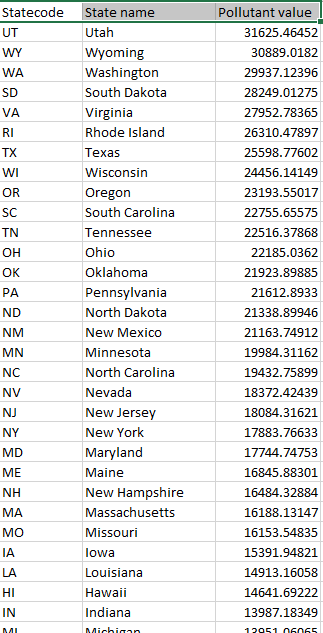 Statecode State name Pollutant value
UT Utah 31625.46452
WY Wyoming 30889.0182
WA Washington 29937.12396
SD South Dakota 28249.01275
VA Virginia 27952.78365
RI Rhode Island 26310.47897
TX Texas 25598.77602
WI Wisconsin 24456.14149
OR Oregon 23193.55017
SC South Carolina 22755.65575
TN Tennessee 22516.37868
OH Ohio 22185.0362
OK Oklahoma 21923.89885
PA Pennsylvania 21612.8933
ND North Dakota 21338.89946
NM New Mexico 21163.74912
MN Minnesota 19984.31162
NC North Carolina 19432.75899
NV Nevada 18372.42439
NJ New Jersey 18084.31621
NY New York 17883.76633
MD Maryland 17744.74753
ME Maine 16845.88301
NH New Hampshire 16484.32884
MA Massachusetts 16188.13147
MO Missouri 16153.54835
IA Iowa 15391.94821
LA Louisiana 14913.16058
HI Hawaii 14641.69222
IN Indiana 13987.18349
MI Michigan 13951.06065